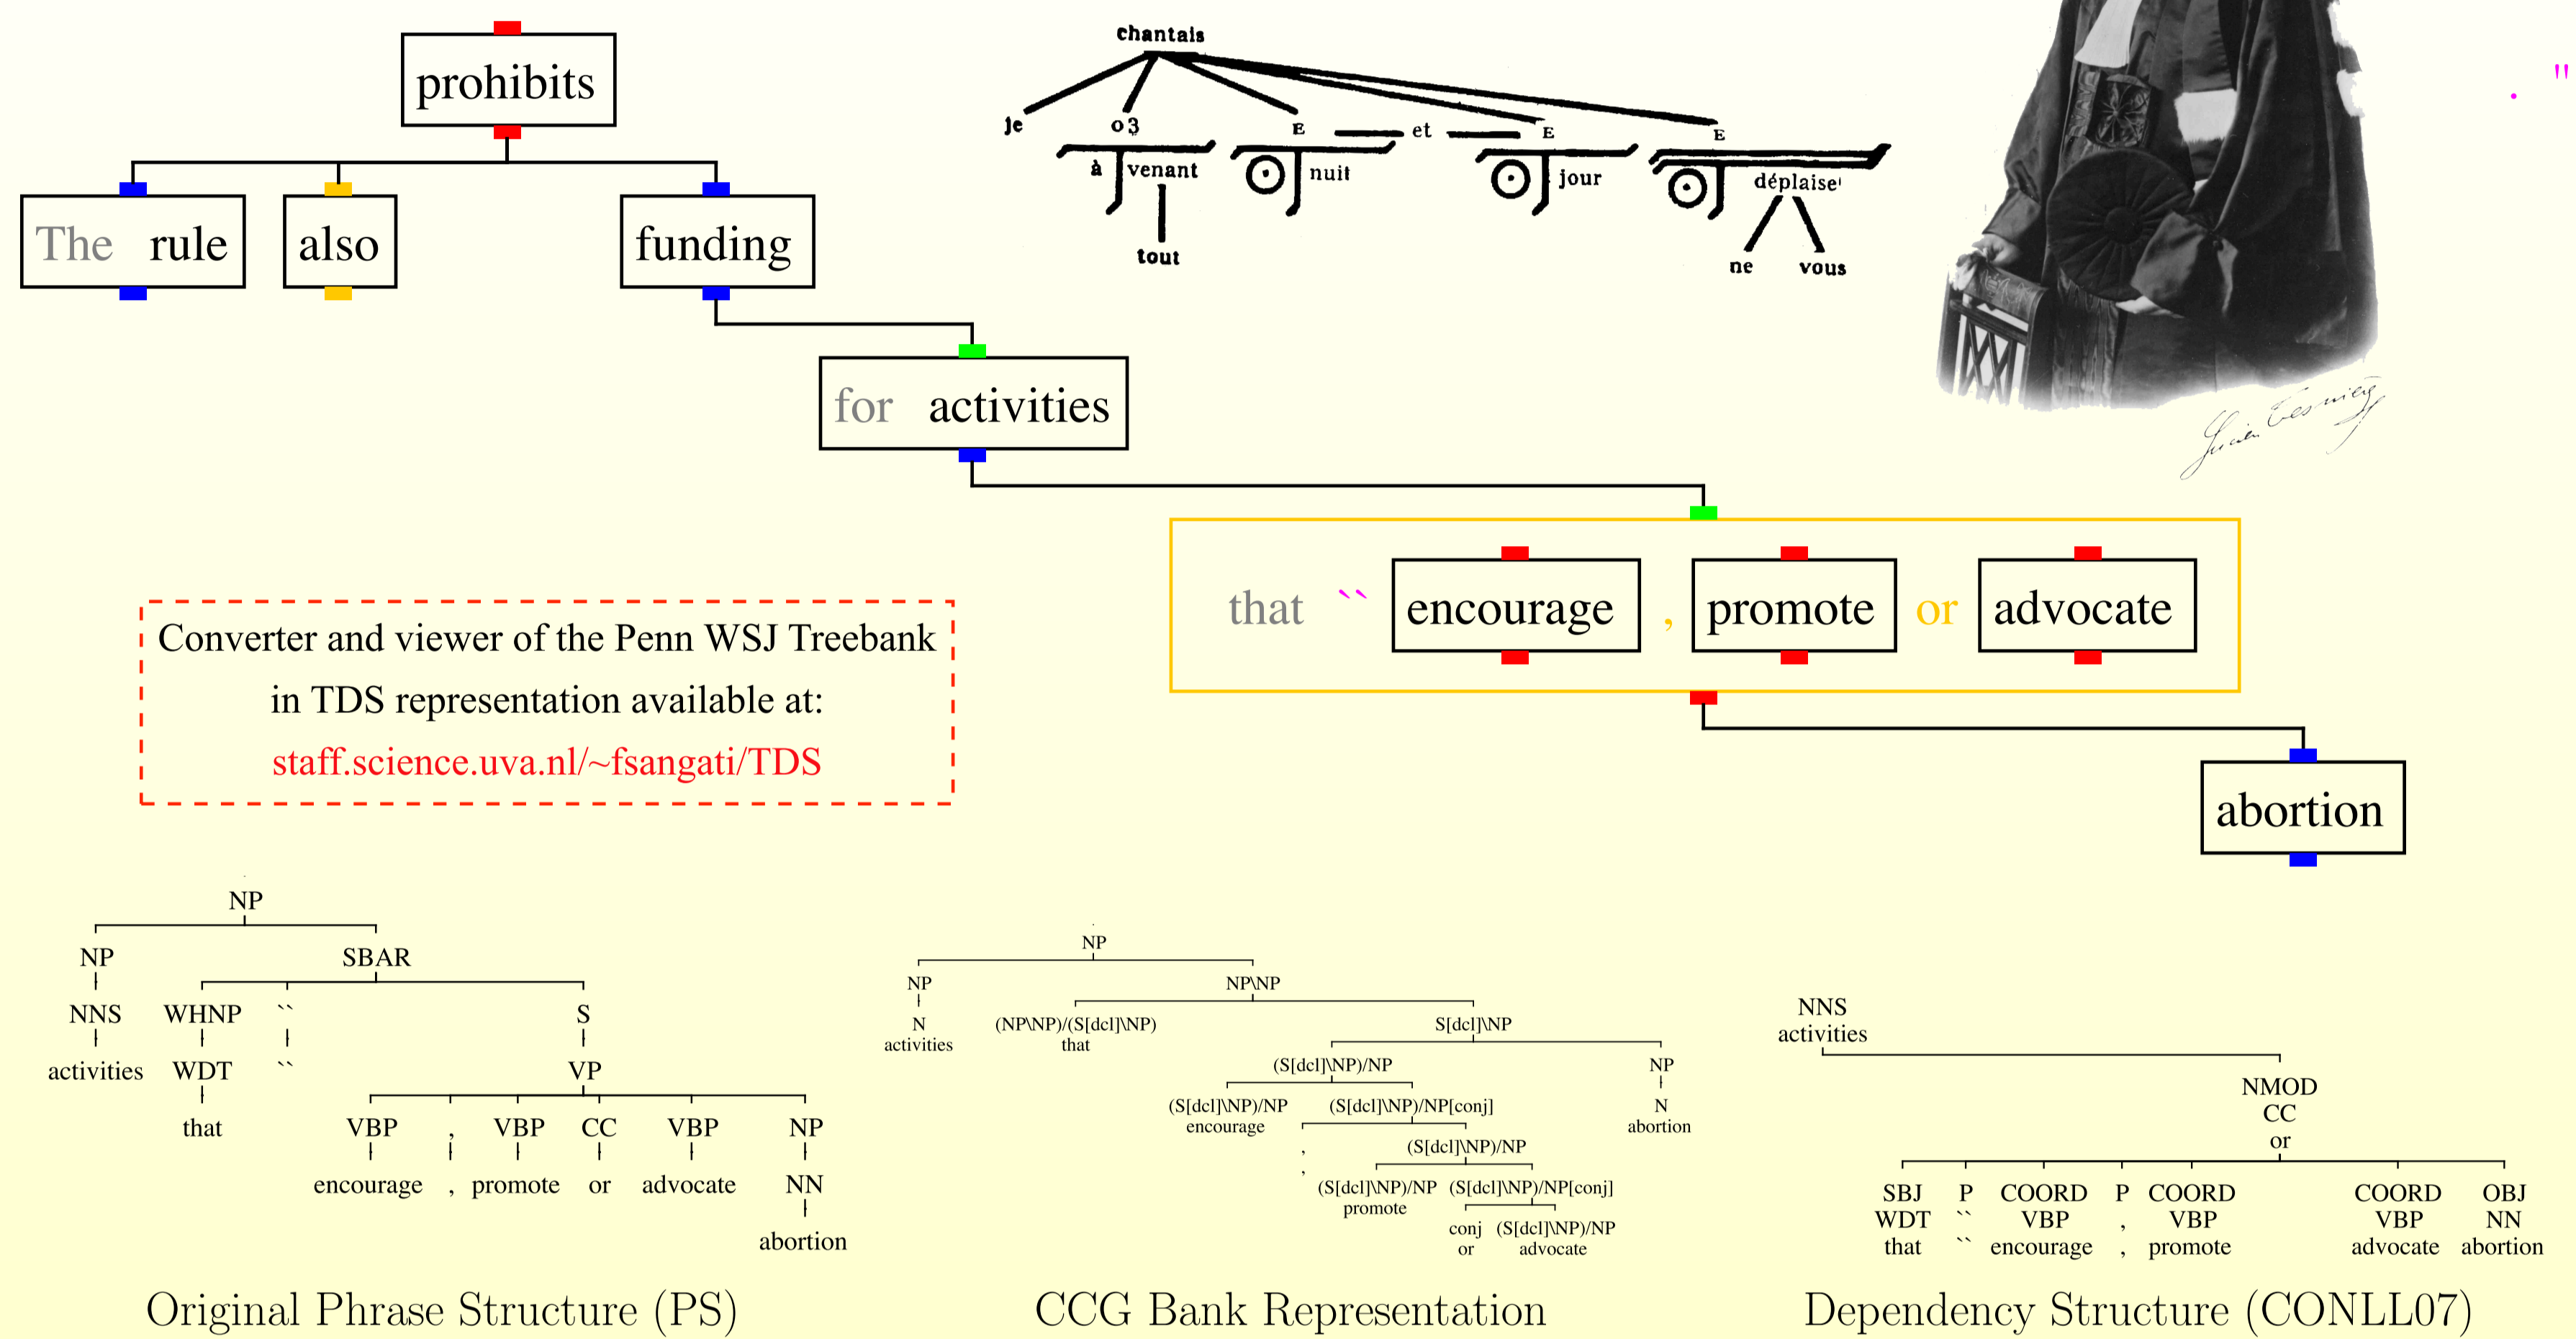 prohibits
The rule also funding
for activities
that `` encourage , promote or advocate
abortion
. "
chantais
je o3 E et E E
à venant nuit jour déplaise
tout ne vous
Lucien Tesnière
Converter and viewer of the Penn WSJ Treebank
in TDS representation available at:
staff.science.uva.nl/~fsangati/TDS
NP
NP SBAR
NNS WHNP `` S
activities WDT `` VP
that VBP , VBP CC VBP NP
encourage , promote or advocate NN
abortion
Original Phrase Structure (PS)
NP
NP NP\NP
N (NP\NP)/(S[dcl]\NP) S[dcl]\NP
activities that
(S[dcl]\NP)/NP NP
(S[dcl]\NP)/NP (S[dcl]\NP)/NP[conj] N
encourage abortion
, (S[dcl]\NP)/NP
,
(S[dcl]\NP)/NP (S[dcl]\NP)/NP[conj]
promote
conj (S[dcl]\NP)/NP
or advocate
CCG Bank Representation
NNS
activities
NMOD
CC
or
SBJ P COORD P COORD COORD OBJ
WDT `` VBP , VBP VBP NN
that `` encourage , promote advocate abortion
Dependency Structure (CONLL07)